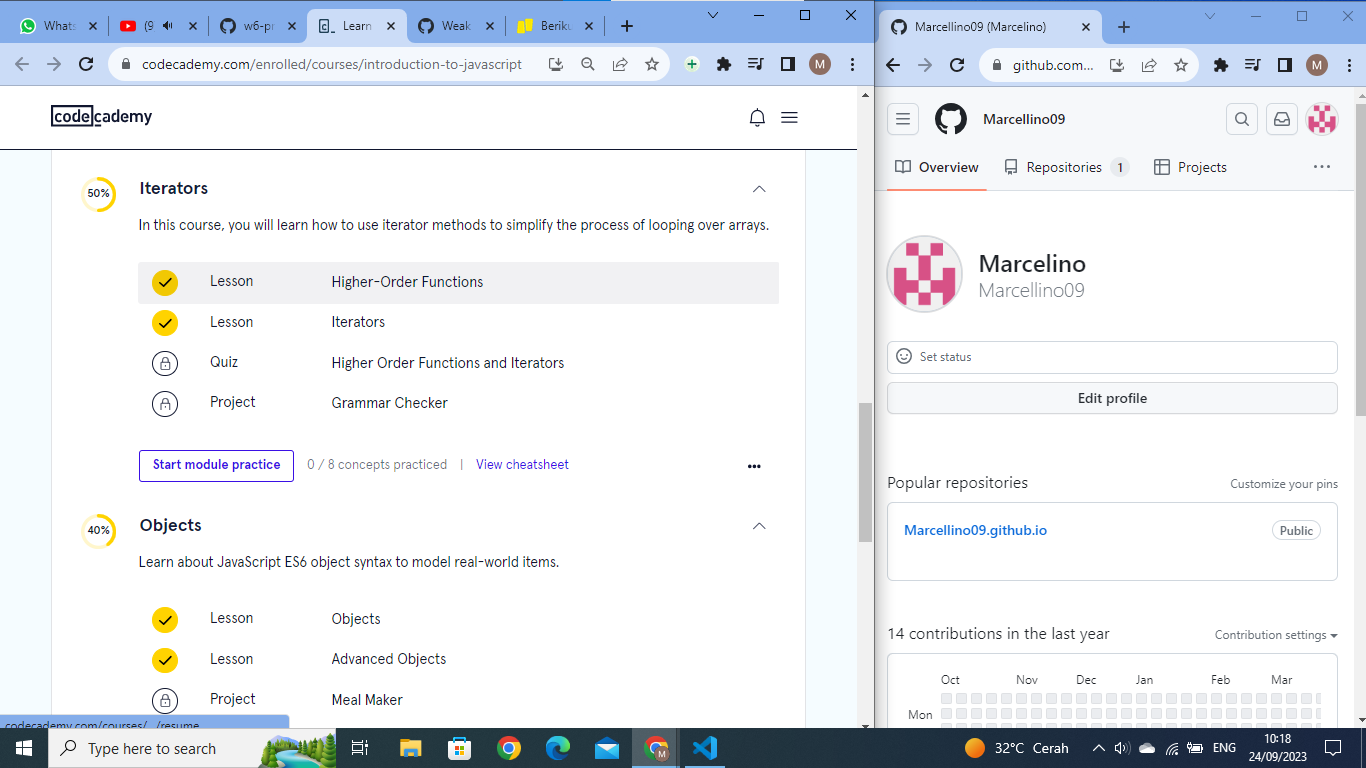 Whats
(9
w6-pr
Learn
Weak
Beriku
codecademy.com/enrolled/courses/introduction-to-javascript
M
codecademy
50%
Iterators
In this course, you will learn how to use iterator methods to simplify the process of looping over arrays.
Lesson Higher-Order Functions
Lesson Iterators
Quiz Higher Order Functions and Iterators
Project Grammar Checker
Start module practice 0 / 8 concepts practiced | View cheatsheet •••
40%
Objects
Learn about JavaScript ES6 object syntax to model real-world items.
Lesson Objects
Lesson Advanced Objects
Project Meal Maker
codecademy.com/courses/.../resume
Marcellino09 (Marcelino)
github.com...
M
Marcellino09
Overview Repositories 1 Projects
Marcelino
Marcellino09
Set status
Edit profile
Popular repositories Customize your pins
Marcellino09.github.io Public
14 contributions in the last year Contribution settings
Oct Nov Dec Jan Feb Mar
Mon
Type here to search
M
32°C Cerah
ENG
10:18
24/09/2023